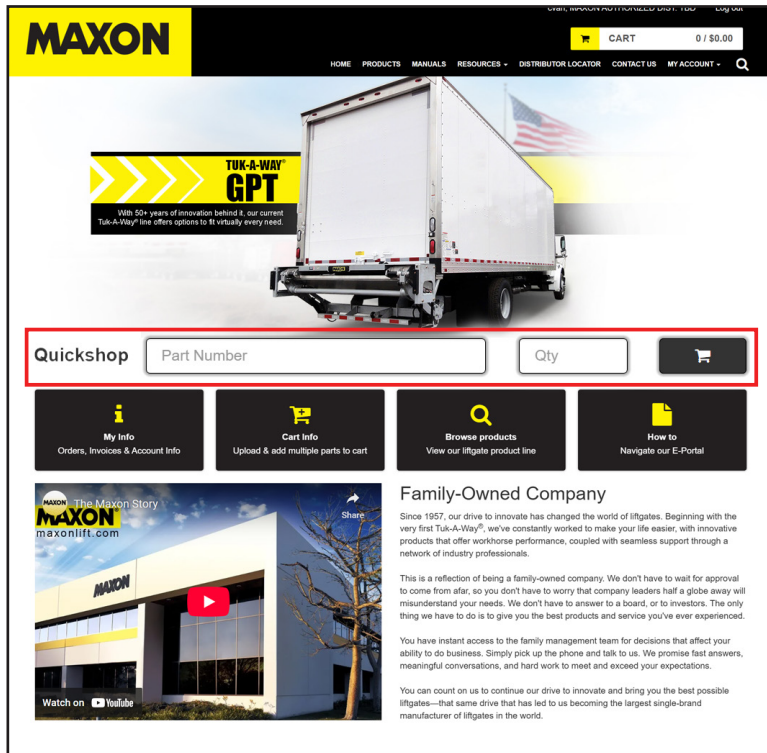 cvan, MAXON AUTHORIZED DIST. TBD Log out
MAXON
CART 0 / $0.00
HOME PRODUCTS MANUALS RESOURCES DISTRIBUTOR LOCATOR CONTACT US MY ACCOUNT
TUK-A-WAY®
GPT
With 50+ years of innovation behind it, our current
Tuk-A-Way® line offers options to fit virtually every need.
Quickshop Part Number Qty
My Info
Orders, Invoices & Account Info
Cart Info
Upload & add multiple parts to cart
Browse products
View our liftgate product line
How to
Navigate our E-Portal
MAXON
The Maxon Story
Share
MAXON®
maxonlift.com
MAXON
Watch on YouTube
Family-Owned Company
Since 1957, our drive to innovate has changed the world of liftgates. Beginning with the
very first Tuk-A-Way®, we've constantly worked to make your life easier, with innovative
products that offer workhorse performance, coupled with seamless support through a
network of industry professionals.
This is a reflection of being a family-owned company. We don't have to wait for approval
to come from afar, so you don't have to worry that company leaders half a globe away will
misunderstand your needs. We don't have to answer to a board, or to investors. The only
thing we have to do is to give you the best products and service you've ever experienced.
You have instant access to the family management team for decisions that affect your
ability to do business. Simply pick up the phone and talk to us. We promise fast answers,
meaningful conversations, and hard work to meet and exceed your expectations.
You can count on us to continue our drive to innovate and bring you the best possible
liftgates—that same drive that has led to us becoming the largest single-brand
manufacturer of liftgates in the world.